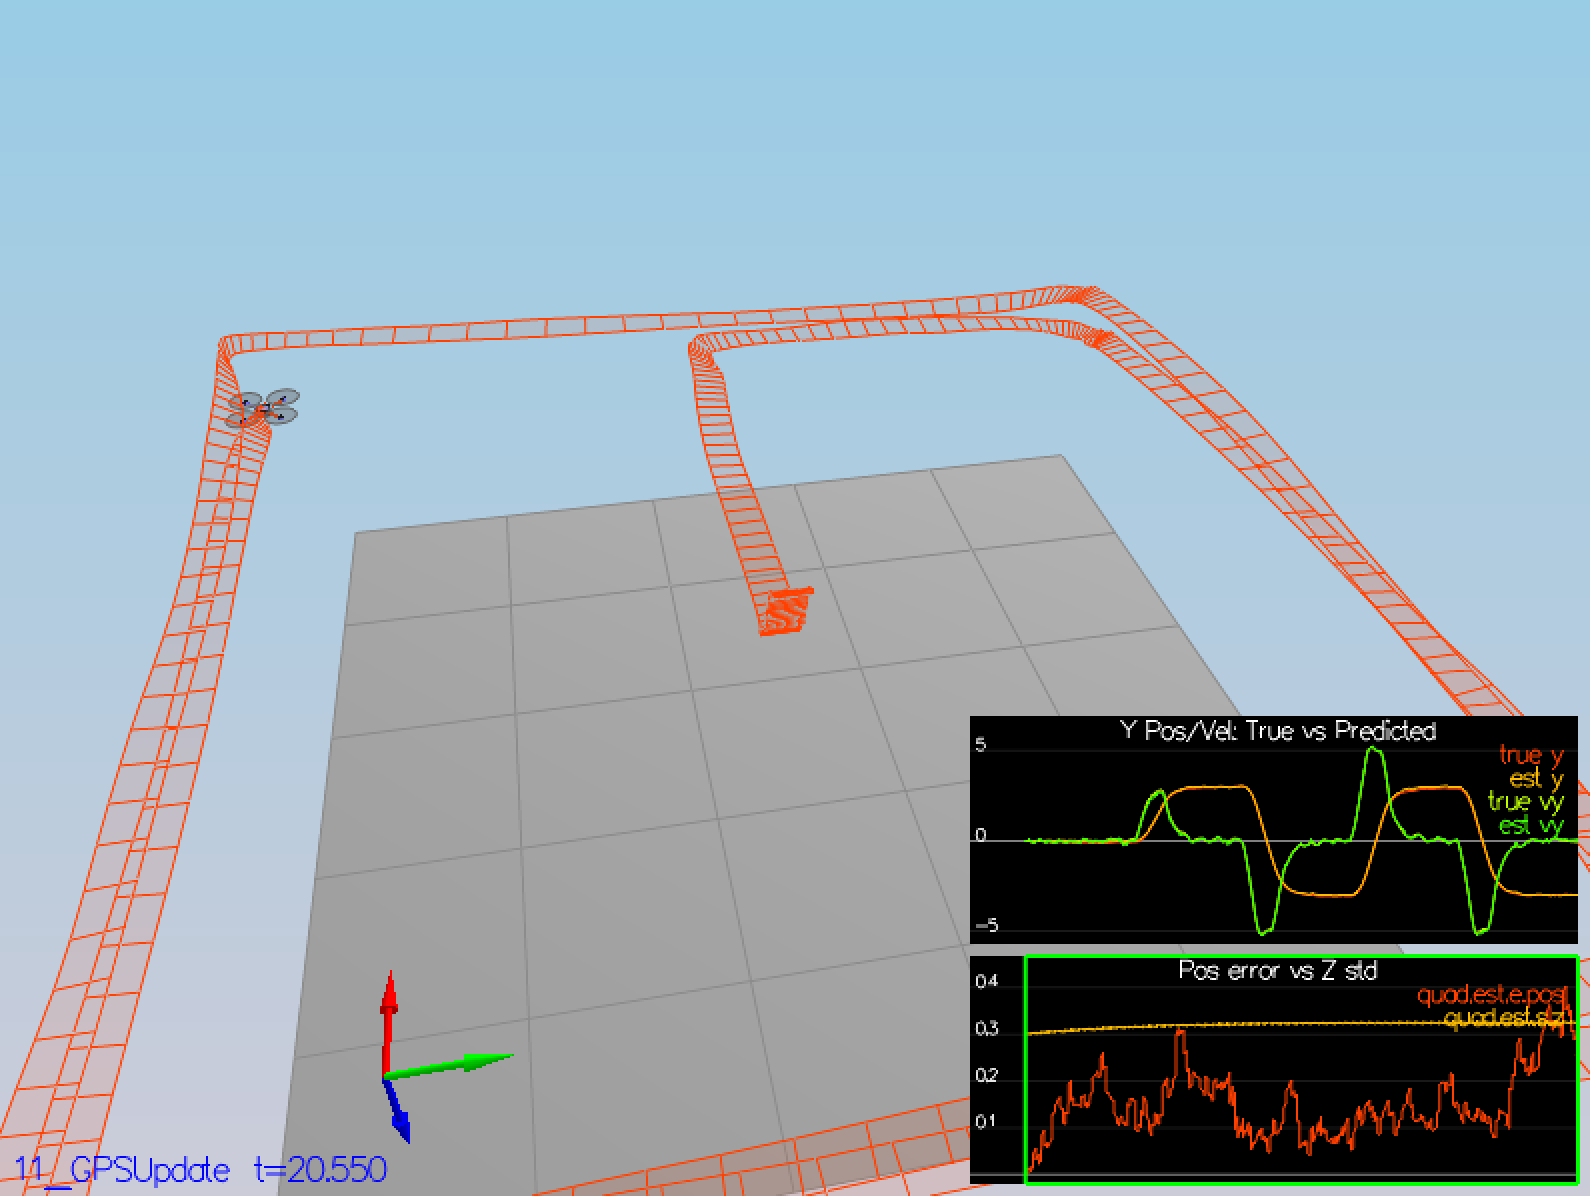 Y Pos/Vel: True vs Predicted
5
true y
est y
true vy
0
est vy
-5
Pos error vs Z std
0.4
quad.est.e.pos
quad.est.s.z
0.3
0.2
0.1
11_GPSUpdate t=20.550